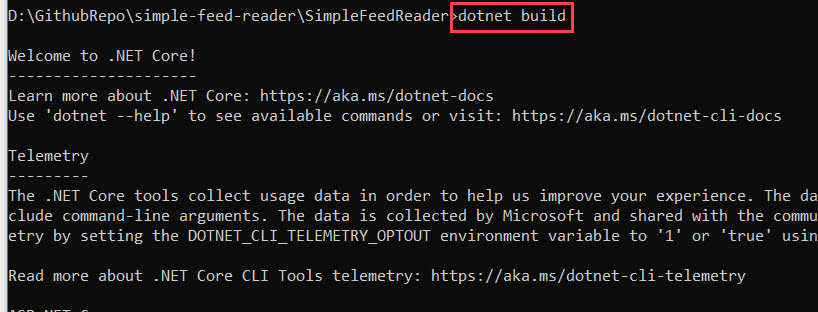 D:\GithubRepo\simple-feed-reader\SimpleFeedReader>dotnet build
Welcome to .NET Core!
---------------------
Learn more about .NET Core: https://aka.ms/dotnet-docs
Use 'dotnet --help' to see available commands or visit: https://aka.ms/dotnet-cli-docs
Telemetry
---------
The .NET Core tools collect usage data in order to help us improve your experience. The da
clude command-line arguments. The data is collected by Microsoft and shared with the commu
etry by setting the DOTNET_CLI_TELEMETRY_OPTOUT environment variable to '1' or 'true' usin
Read more about .NET Core CLI Tools telemetry: https://aka.ms/dotnet-cli-telemetry